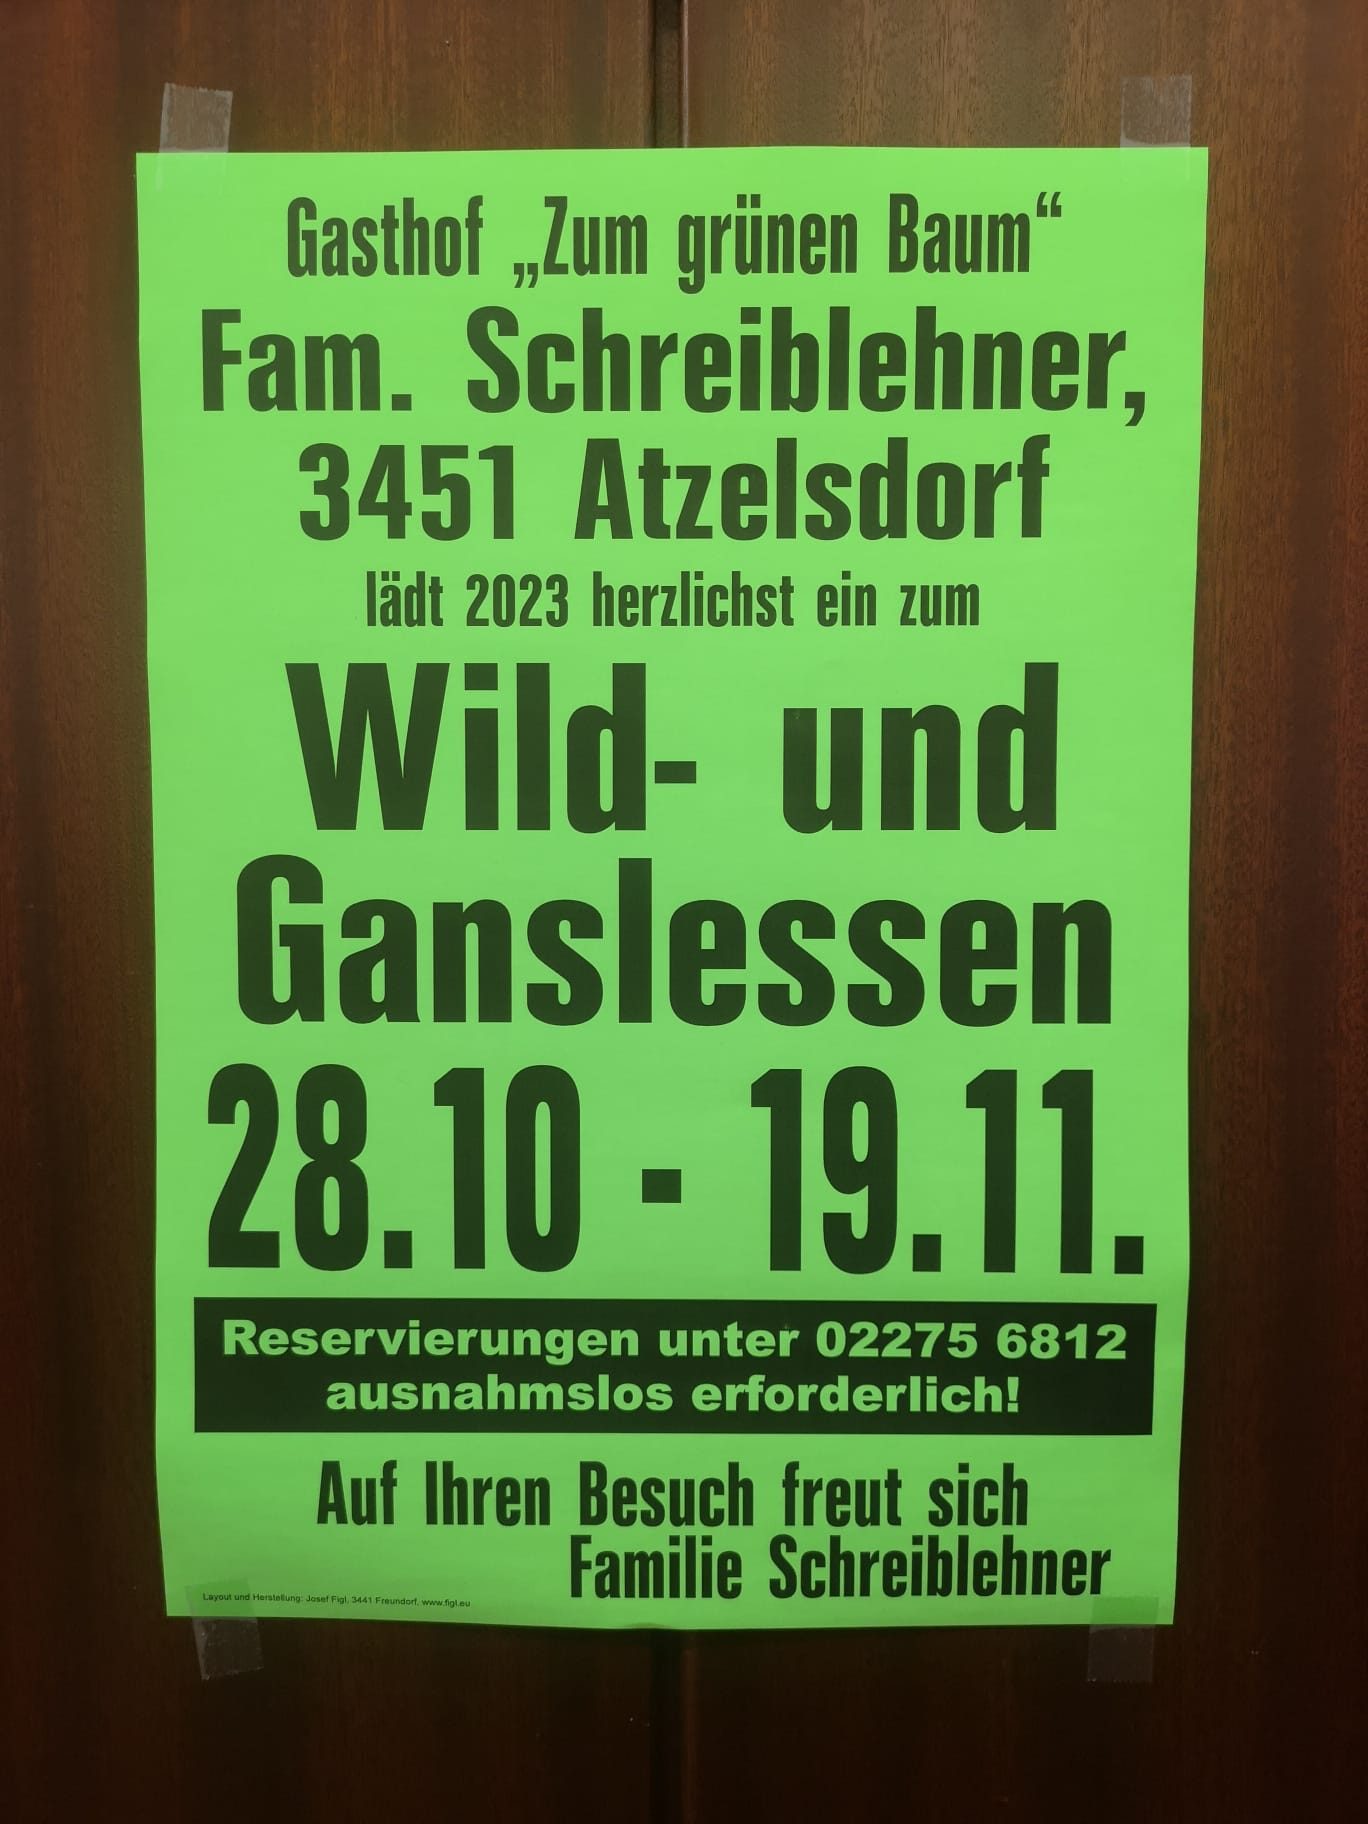 Gasthof „Zum grünen Baum“
Fam. Schreiblehner,
3451 Atzelsdorf
lädt 2023 herzlichst ein zum
Wild- und
Ganslessen
28.10 - 19.11.
Reservierungen unter 02275 6812
ausnahmslos erforderlich!
Auf Ihren Besuch freut sich
Familie Schreiblehner
Layout und Herstellung: Josef Figl, 3441 Freundorf, www.figl.eu